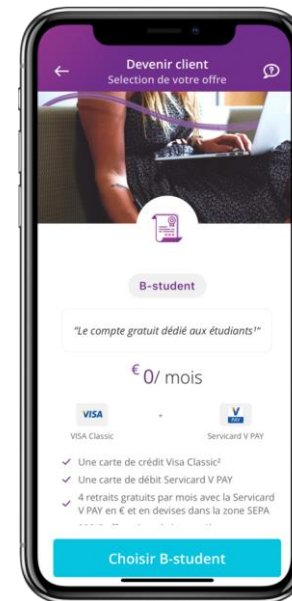 Devenir client
Selection de votre offre
B-student
"Le compte gratuit dédié aux étudiants¹"
€ 0/ mois
VISA
V PAY
VISA Classic
-
Servicard V PAY
Une carte de crédit Visa Classic²
Une carte de débit Servicard V PAY
4 retraits gratuits par mois avec la Servicard
V PAY en € et en devises dans la zone SEPA
Choisir B-student